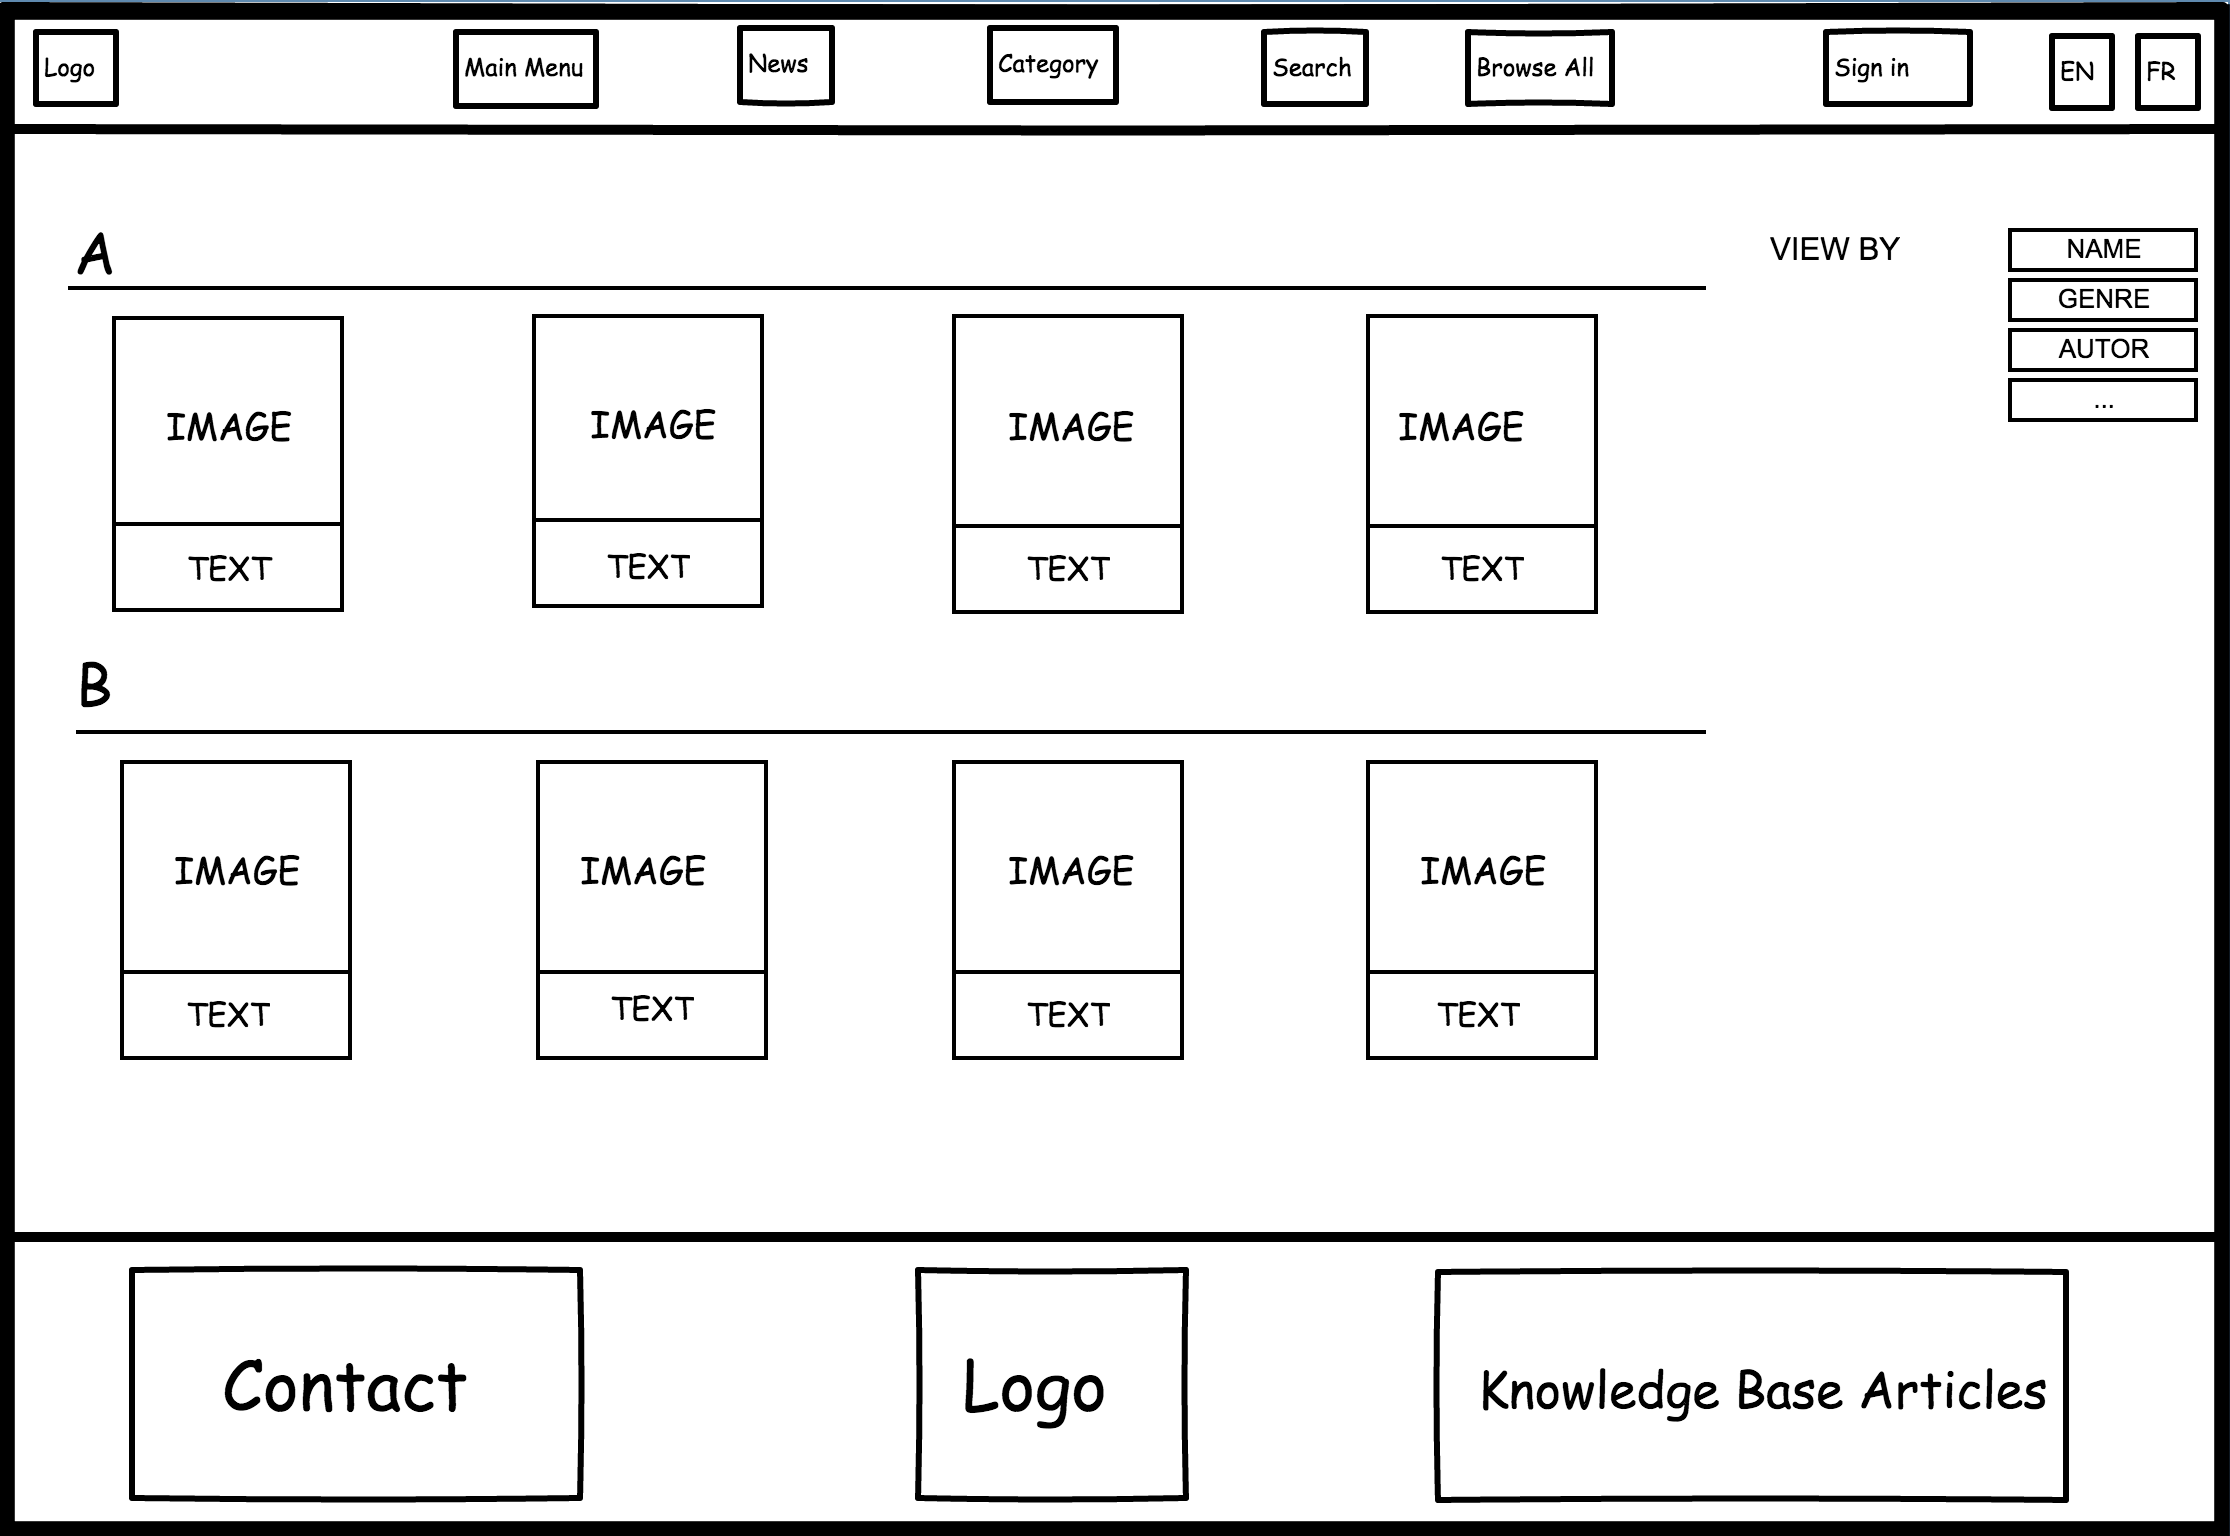 Logo
Main Menu
News
Category
Search
Browse All
Sign in
EN
FR
A
VIEW BY
NAME
GENRE
AUTOR
...
IMAGE
IMAGE
IMAGE
IMAGE
TEXT
TEXT
TEXT
TEXT
B
IMAGE
IMAGE
IMAGE
IMAGE
TEXT
TEXT
TEXT
TEXT
Contact
Logo
Knowledge Base Articles